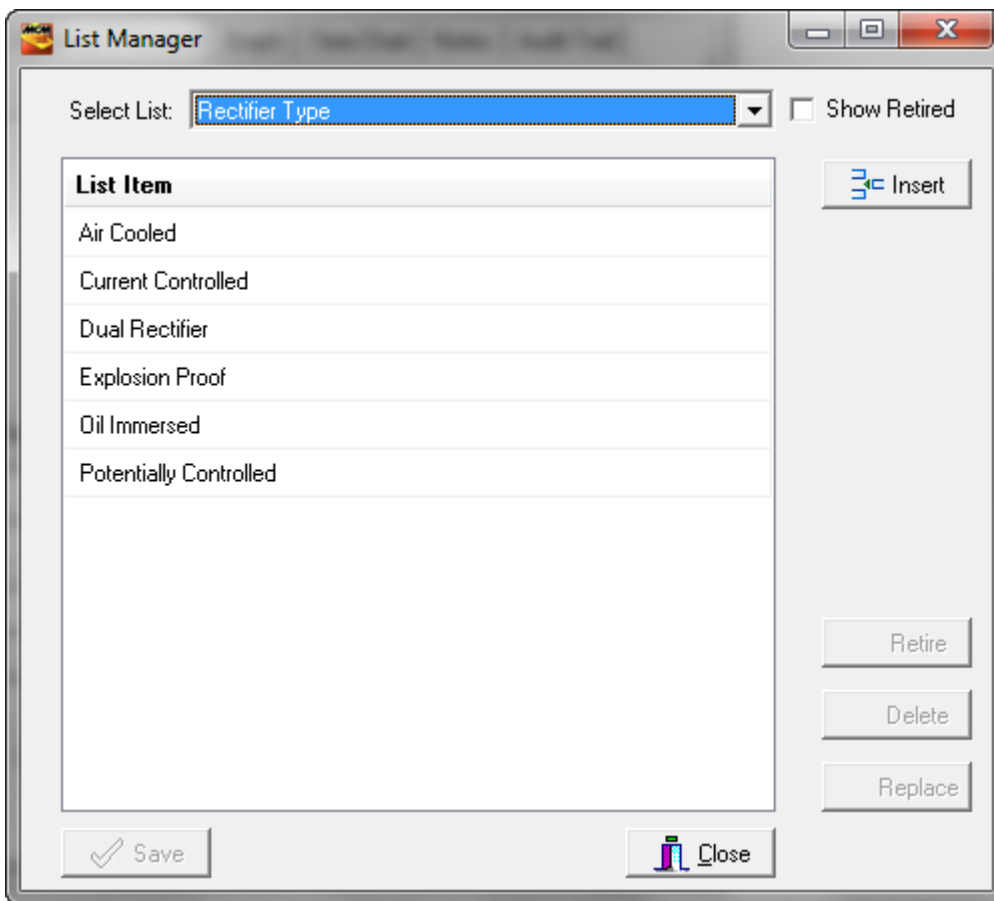 MCM
List Manager
Select List: Rectifier Type Show Retired
List Item
Insert
Air Cooled
Current Controlled
Dual Rectifier
Explosion Proof
Oil Immersed
Potentially Controlled
Retire
Delete
Replace
Save Close